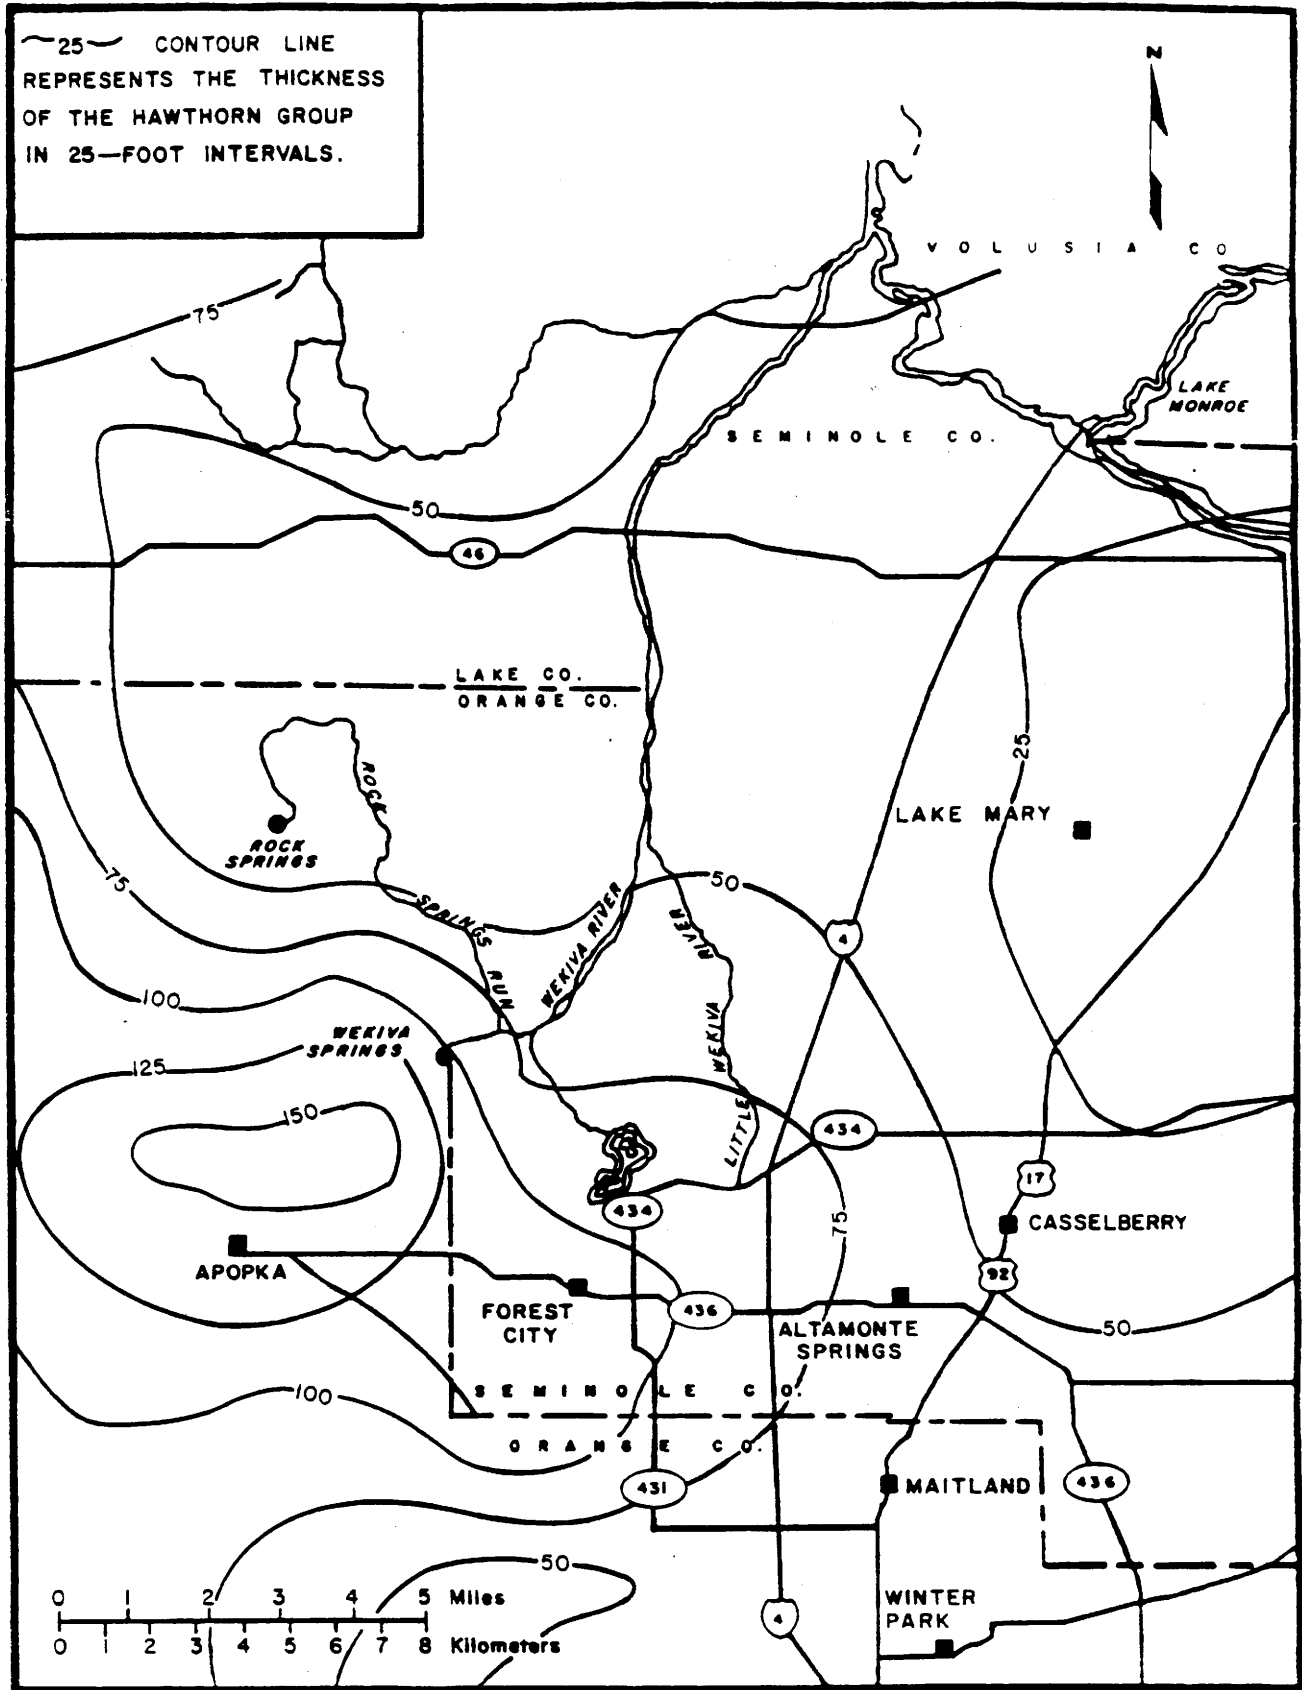 25 CONTOUR LINE
REPRESENTS THE THICKNESS
OF THE HAWTHORN GROUP
IN 25—FOOT INTERVALS.
N
VOLUSIA CO
75
LAKE
MONROE
SEMINOLE CO.
50
46
LAKE CO.
ORANGE CO.
25
ROCK
LAKE MARY
ROCK
SPRINGS
75
50
SPRINGS
RUN
WEKIVA RIVER
RIVER
4
100
WEKIVA
SPRINGS
WEKIVA
125
150
LITTLE
434
17
434
75
CASSELBERRY
APOPKA
92
FOREST
CITY
436
ALTAMONTE
SPRINGS
50
100
SEMINOLE CO.
ORANGE CO.
431
MAITLAND
436
50
0 1 2 3 4 5 Miles
0 1 2 3 4 5 6 7 8 Kilometers
4
WINTER
PARK